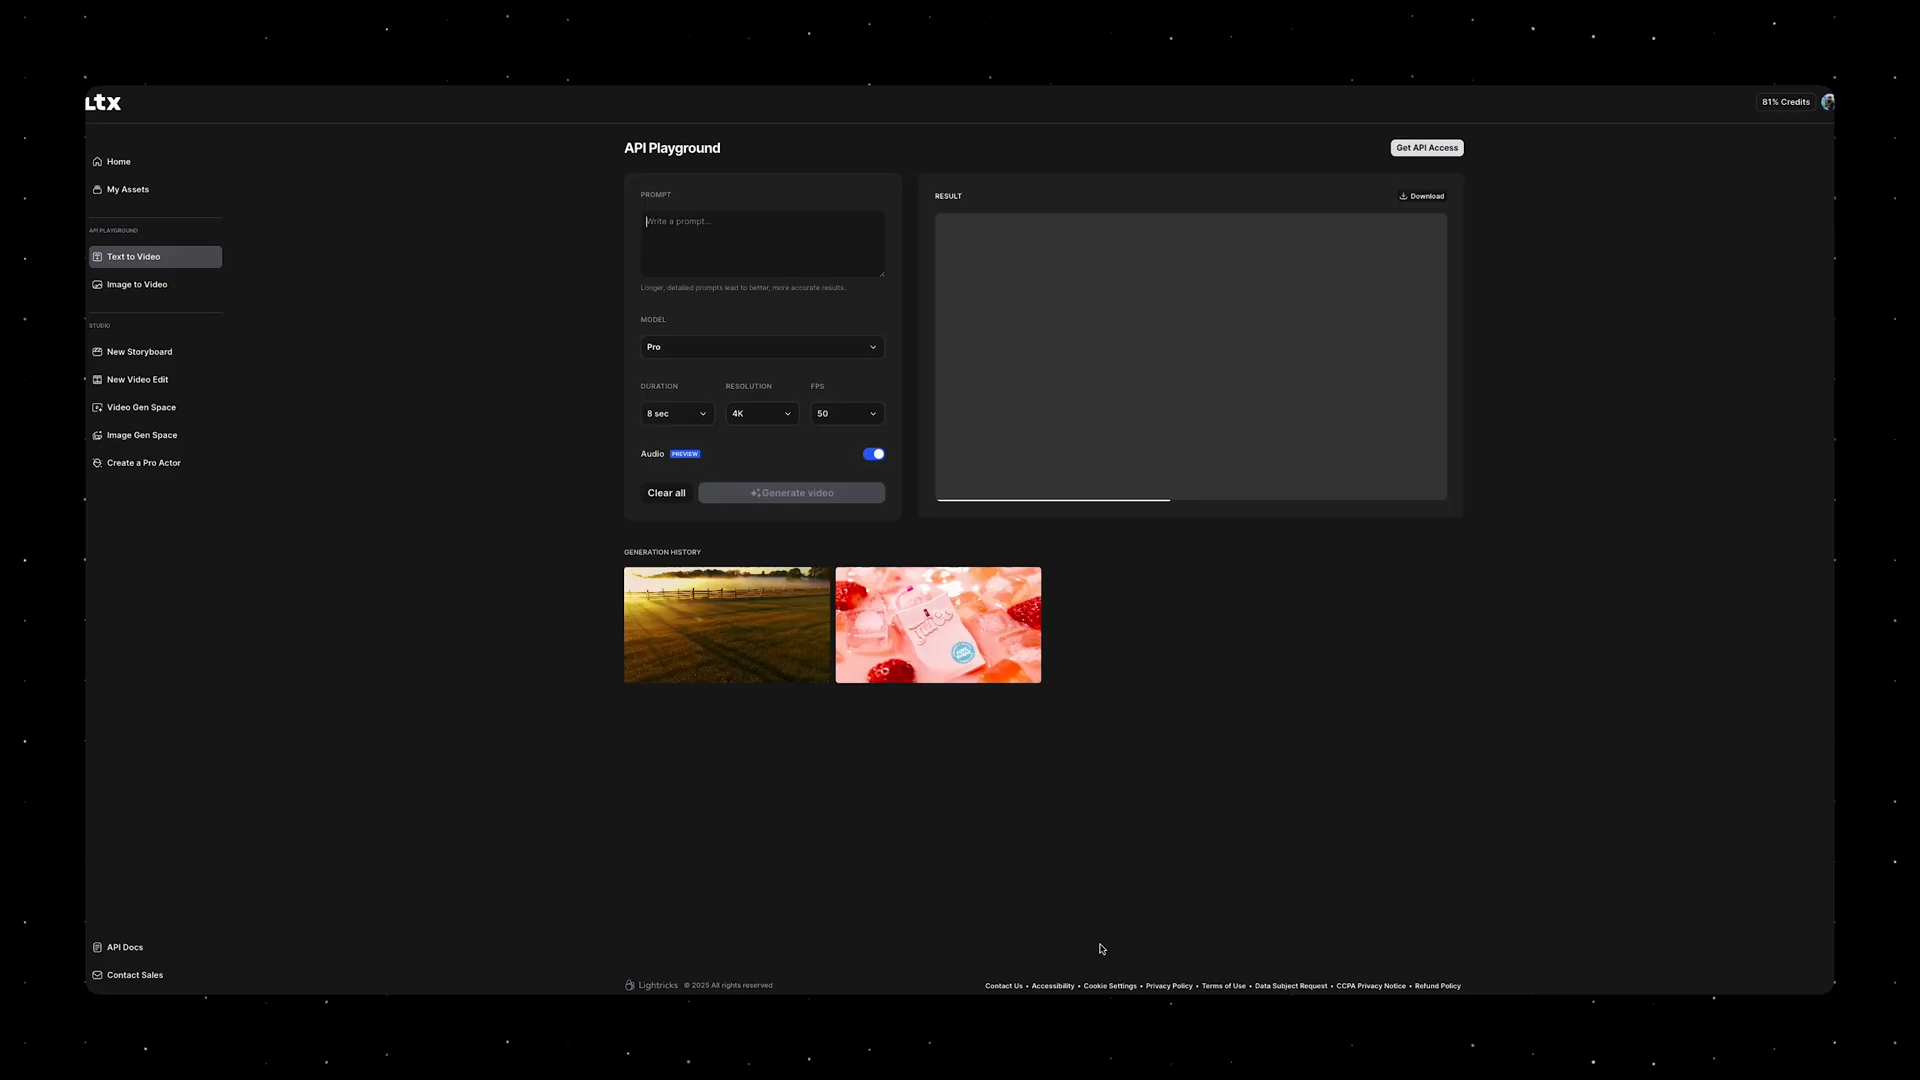 Ltx
81% Credits
Home
My Assets
API PLAYGROUND
Text to Video
Image to Video
STUDIO
New Storyboard
New Video Edit
Video Gen Space
Image Gen Space
Create a Pro Actor
API Docs
Contact Sales
API Playground
Get API Access
PROMPT
Write a prompt...
Longer, detailed prompts lead to better, more accurate results.
MODEL
Pro
DURATION RESOLUTION FPS
8 sec 4K 50
Audio PREVIEW
Clear all Generate video
RESULT Download
GENERATION HISTORY
juice
Lightricks © 2025 All rights reserved
Contact Us • Accessibility • Cookie Settings • Privacy Policy • Terms of Use • Data Subject Request • CCPA Privacy Notice • Refund Policy